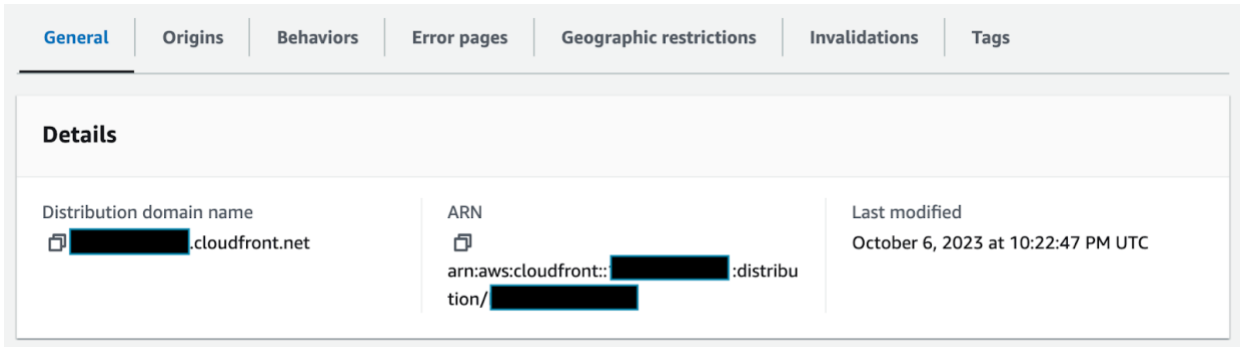 General Origins Behaviors Error pages Geographic restrictions Invalidations Tags
Details
Distribution domain name
.cloudfront.net
ARN
arn:aws:cloudfront:: :distribu
tion/
Last modified
October 6, 2023 at 10:22:47 PM UTC